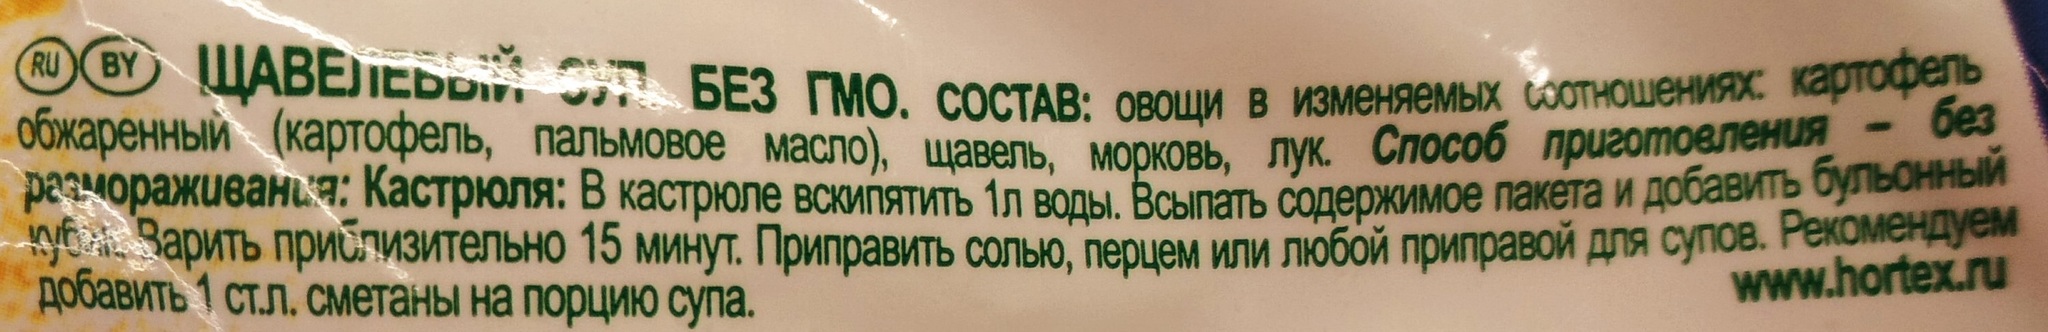 RU BY ЩАВЕЛЕВЫЙ СУП. БЕЗ ГМО. СОСТАВ: овощи в изменяемых соотношениях: картофель
обжаренный (картофель, пальмовое масло), щавель, морковь, лук. Способ приготовления – без
размораживания: Кастрюля: В кастрюле вскипятить 1л воды. Всыпать содержимое пакета и добавить бульонный
кубик. Варить приблизительно 15 минут. Приправить солью, перцем или любой приправой для супов. Рекомендуем
добавить 1 ст.л. сметаны на порцию супа.
www.hortex.ru